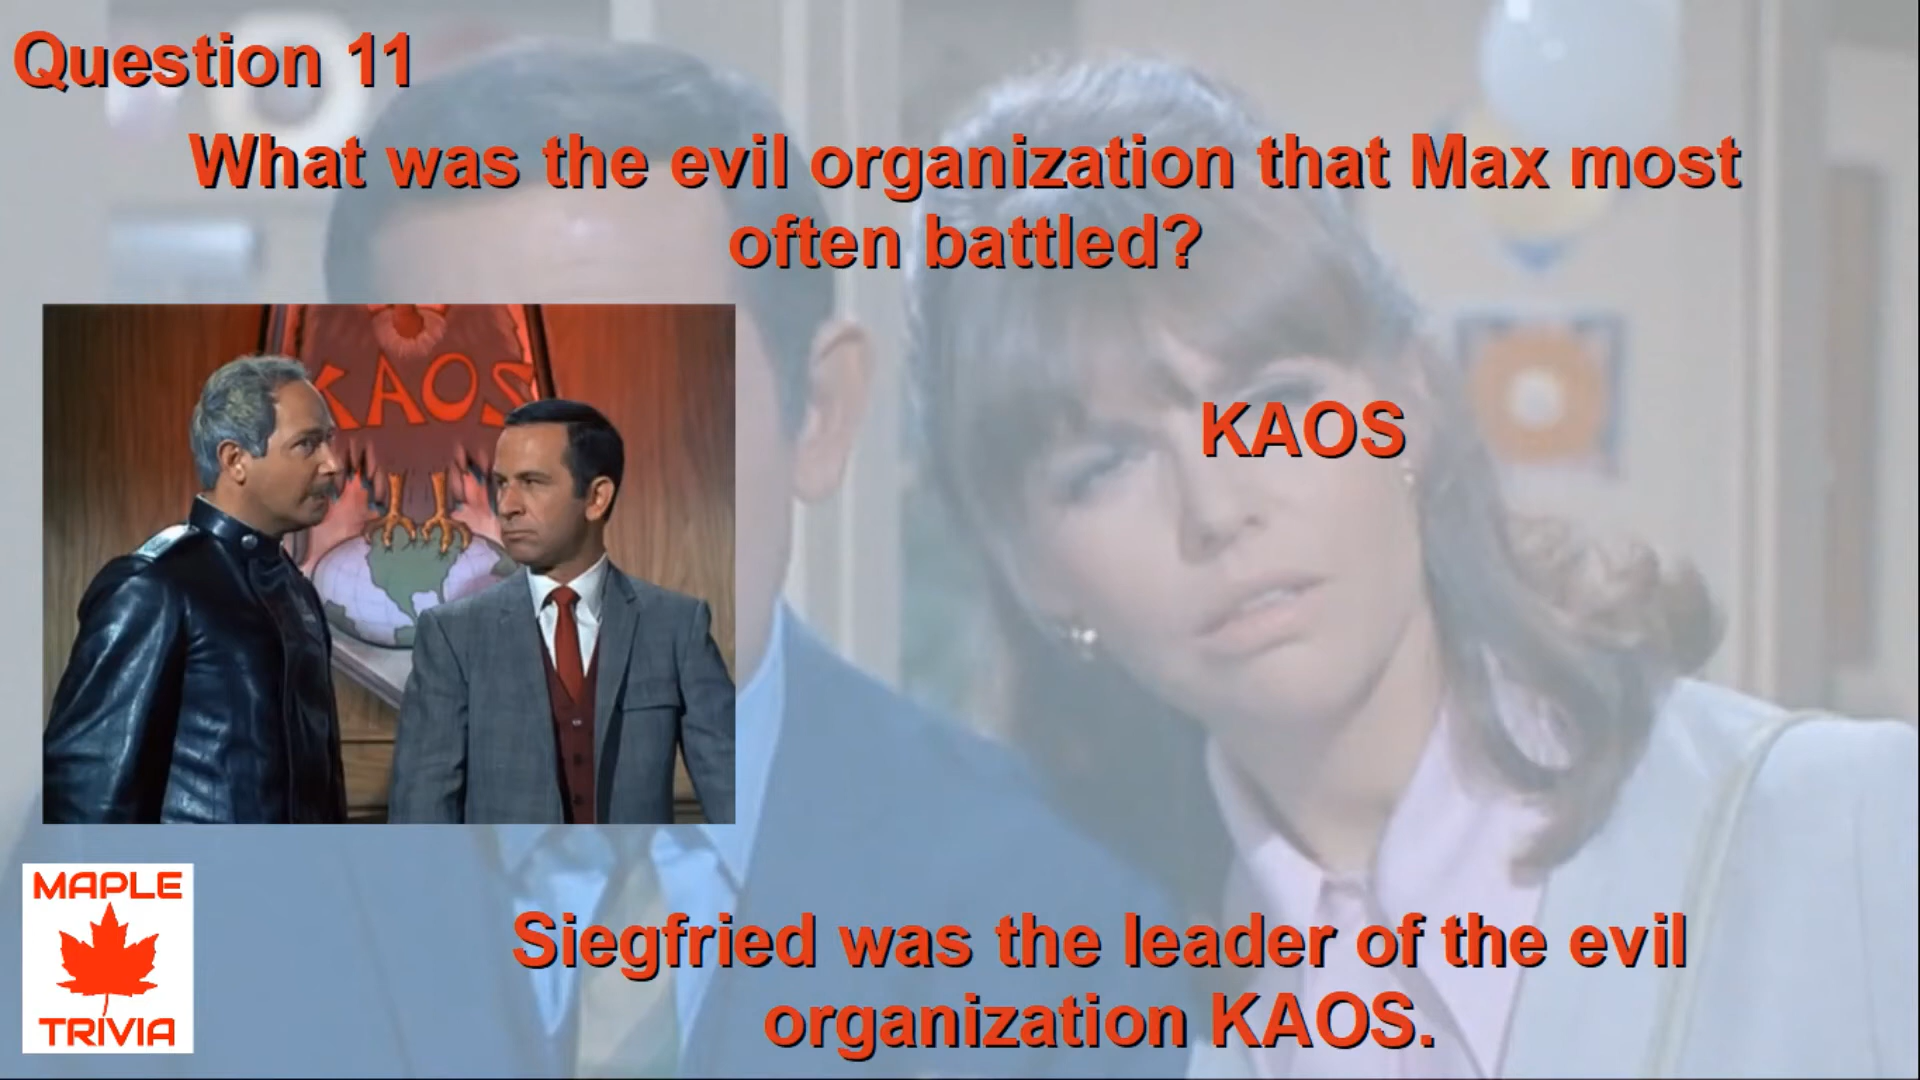 Question 11
What was the evil organization that Max most
often battled?
KAOS
KAOS
Siegfried was the leader of the evil
organization KAOS.
MAPLE
TRIVIA